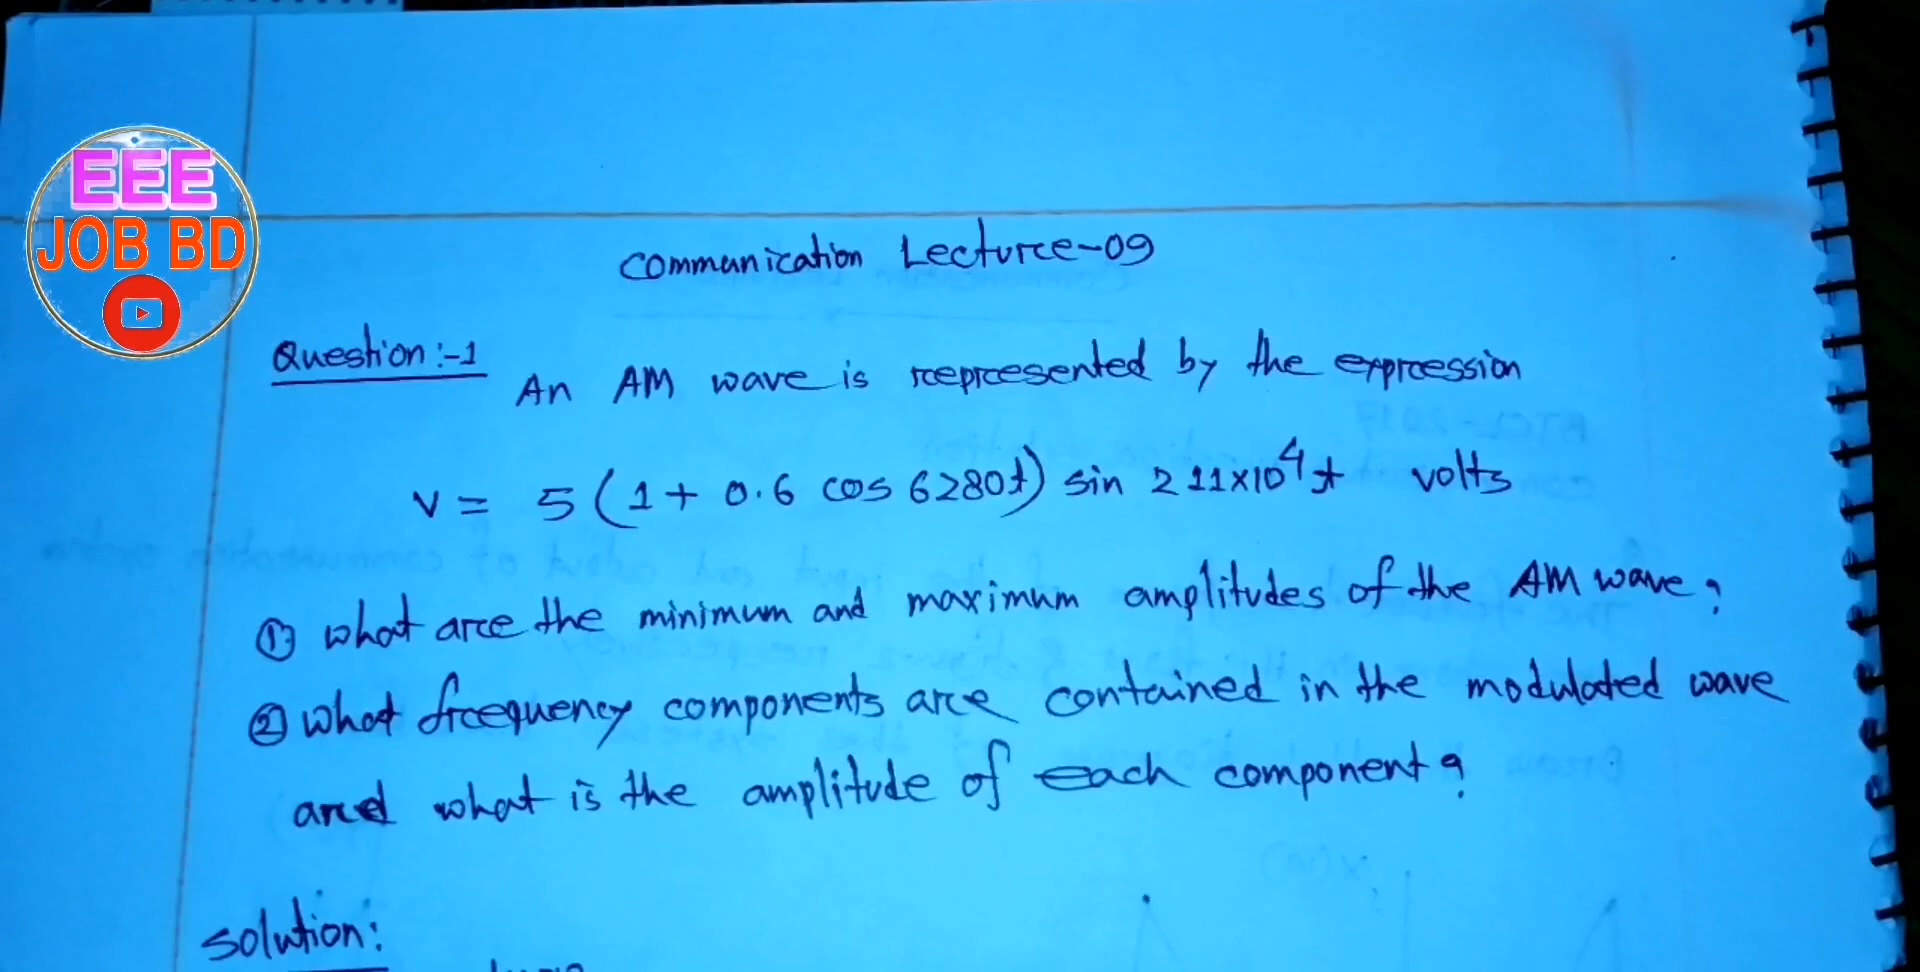 EEE
JOB BD
Communication Lecture-09
Question:-1
An AM wave is represented by the expression
v = 5 (1 + 0.6 cos 6280t) sin 211×10⁴t volts
① what are the minimum and maximum amplitudes of the AM wave?
② what frequency components are contained in the modulated wave
and what is the amplitude of each component?
Solution: